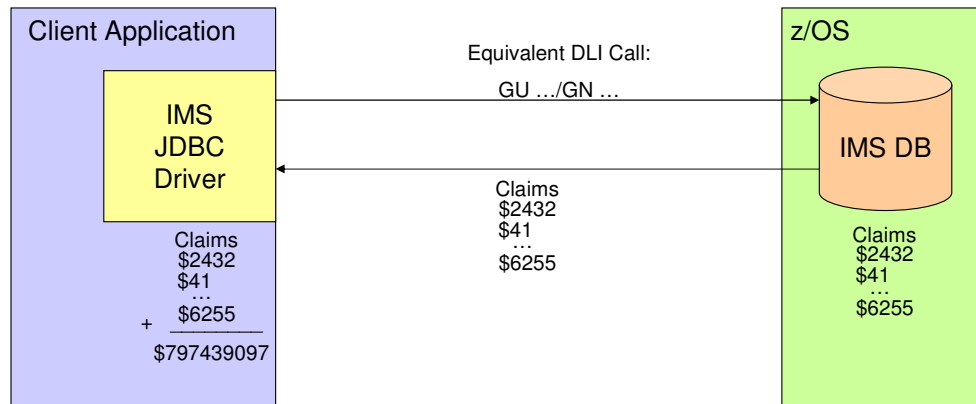 Client Application
IMS
JDBC
Driver
Claims
$2432
$41
…
$6255
+
$797439097
Equivalent DLI Call:
GU …/GN …
Claims
$2432
$41
…
$6255
z/OS
IMS DB
Claims
$2432
$41
…
$6255